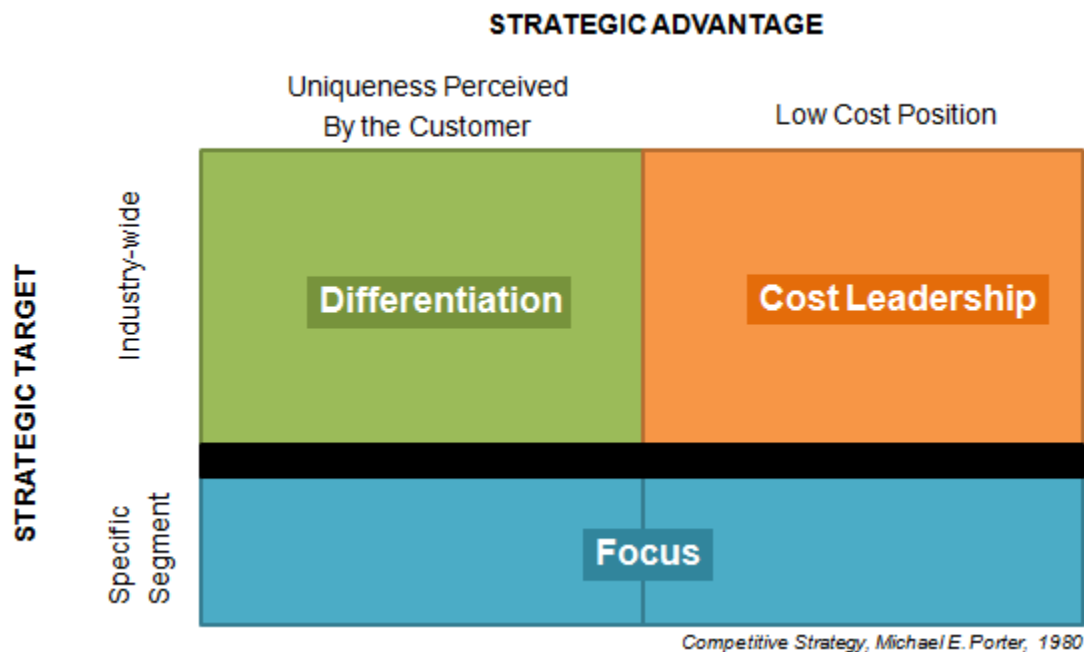 STRATEGIC ADVANTAGE
Uniqueness Perceived
By the Customer
Low Cost Position
STRATEGIC TARGET
Industry-wide
Differentiation
Cost Leadership
Specific
Segment
Focus
Competitive Strategy, Michael E. Porter, 1980